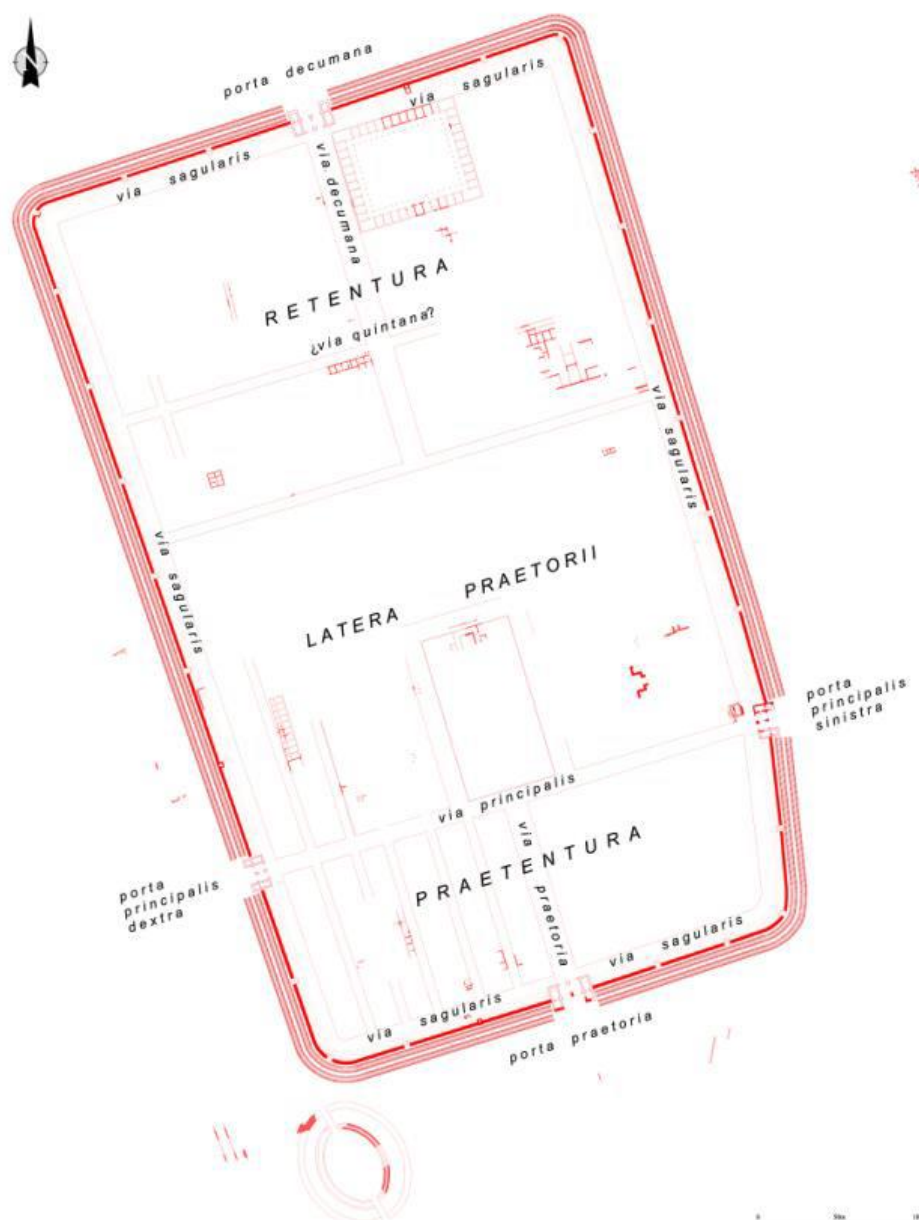 N
porta decumana
via sagularis
via sagularis
via decumana
RETENTURA
¿via quintana?
via sagularis
via sagularis
LATERA PRAETORII
porta
principalis
sinistra
via principalis
PRAETENTURA
via praetoria
porta
principalis
dextra
via sagularis
via sagularis
porta praetoria
0